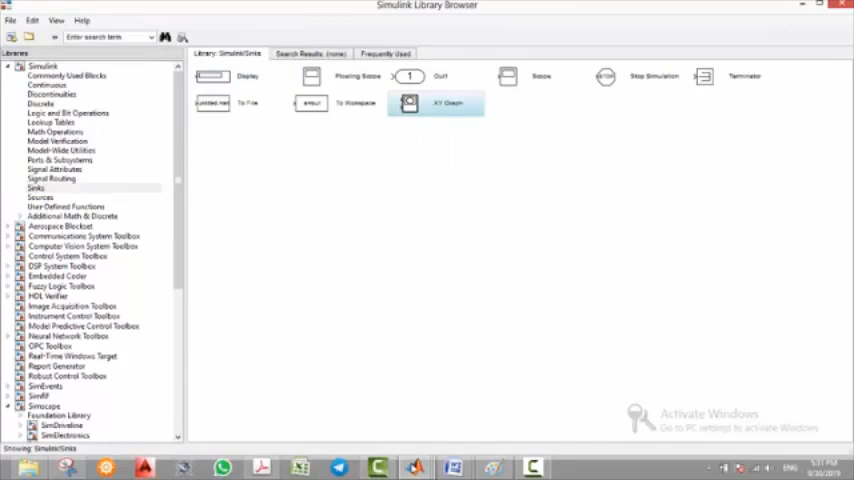 Simulink Library Browser
File Edit View Help
» Enter search term
Libraries
Library: Simulink/Sinks Search Results: (none) Frequently Used
Simulink
Commonly Used Blocks
Continuous
Discontinuities
Discrete
Logic and Bit Operations
Lookup Tables
Math Operations
Model Verification
Model-Wide Utilities
Ports & Subsystems
Signal Attributes
Signal Routing
Sinks
Sources
User-Defined Functions
Additional Math & Discrete
Aerospace Blockset
Communications System Toolbox
Computer Vision System Toolbox
Control System Toolbox
DSP System Toolbox
Embedded Coder
Fuzzy Logic Toolbox
HDL Verifier
Image Acquisition Toolbox
Instrument Control Toolbox
Model Predictive Control Toolbox
Neural Network Toolbox
OPC Toolbox
Real-Time Windows Target
Report Generator
Robust Control Toolbox
SimEvents
SimRF
Simscape
Foundation Library
SimDriveline
SimElectronics
Display Floating Scope 1 Out1 Scope STOP Stop Simulation Terminator
To File simout To Workspace XY Graph
Activate Windows
Go to PC settings to activate Windows.
Showing: Simulink/Sinks
ENG 5:31 PM
9/30/2019